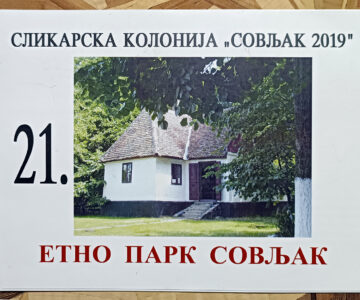 СЛИКАРСКА КОЛОНИЈА „СОВЉАК 2019"
21.
ЕТНО ПАРК СОВЉАК